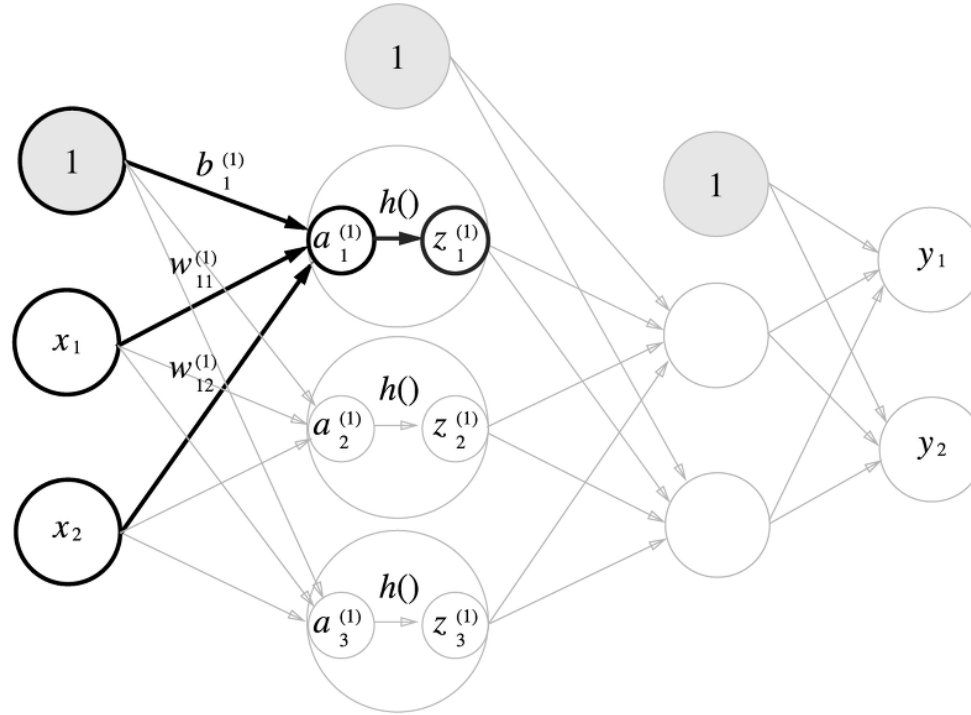 1
1
b₁⁽¹⁾
1
h()
a₁⁽¹⁾
z₁⁽¹⁾
y₁
w₁₁⁽¹⁾
x₁
w₁₂⁽¹⁾
h()
a₂⁽¹⁾
z₂⁽¹⁾
y₂
x₂
h()
a₃⁽¹⁾
z₃⁽¹⁾